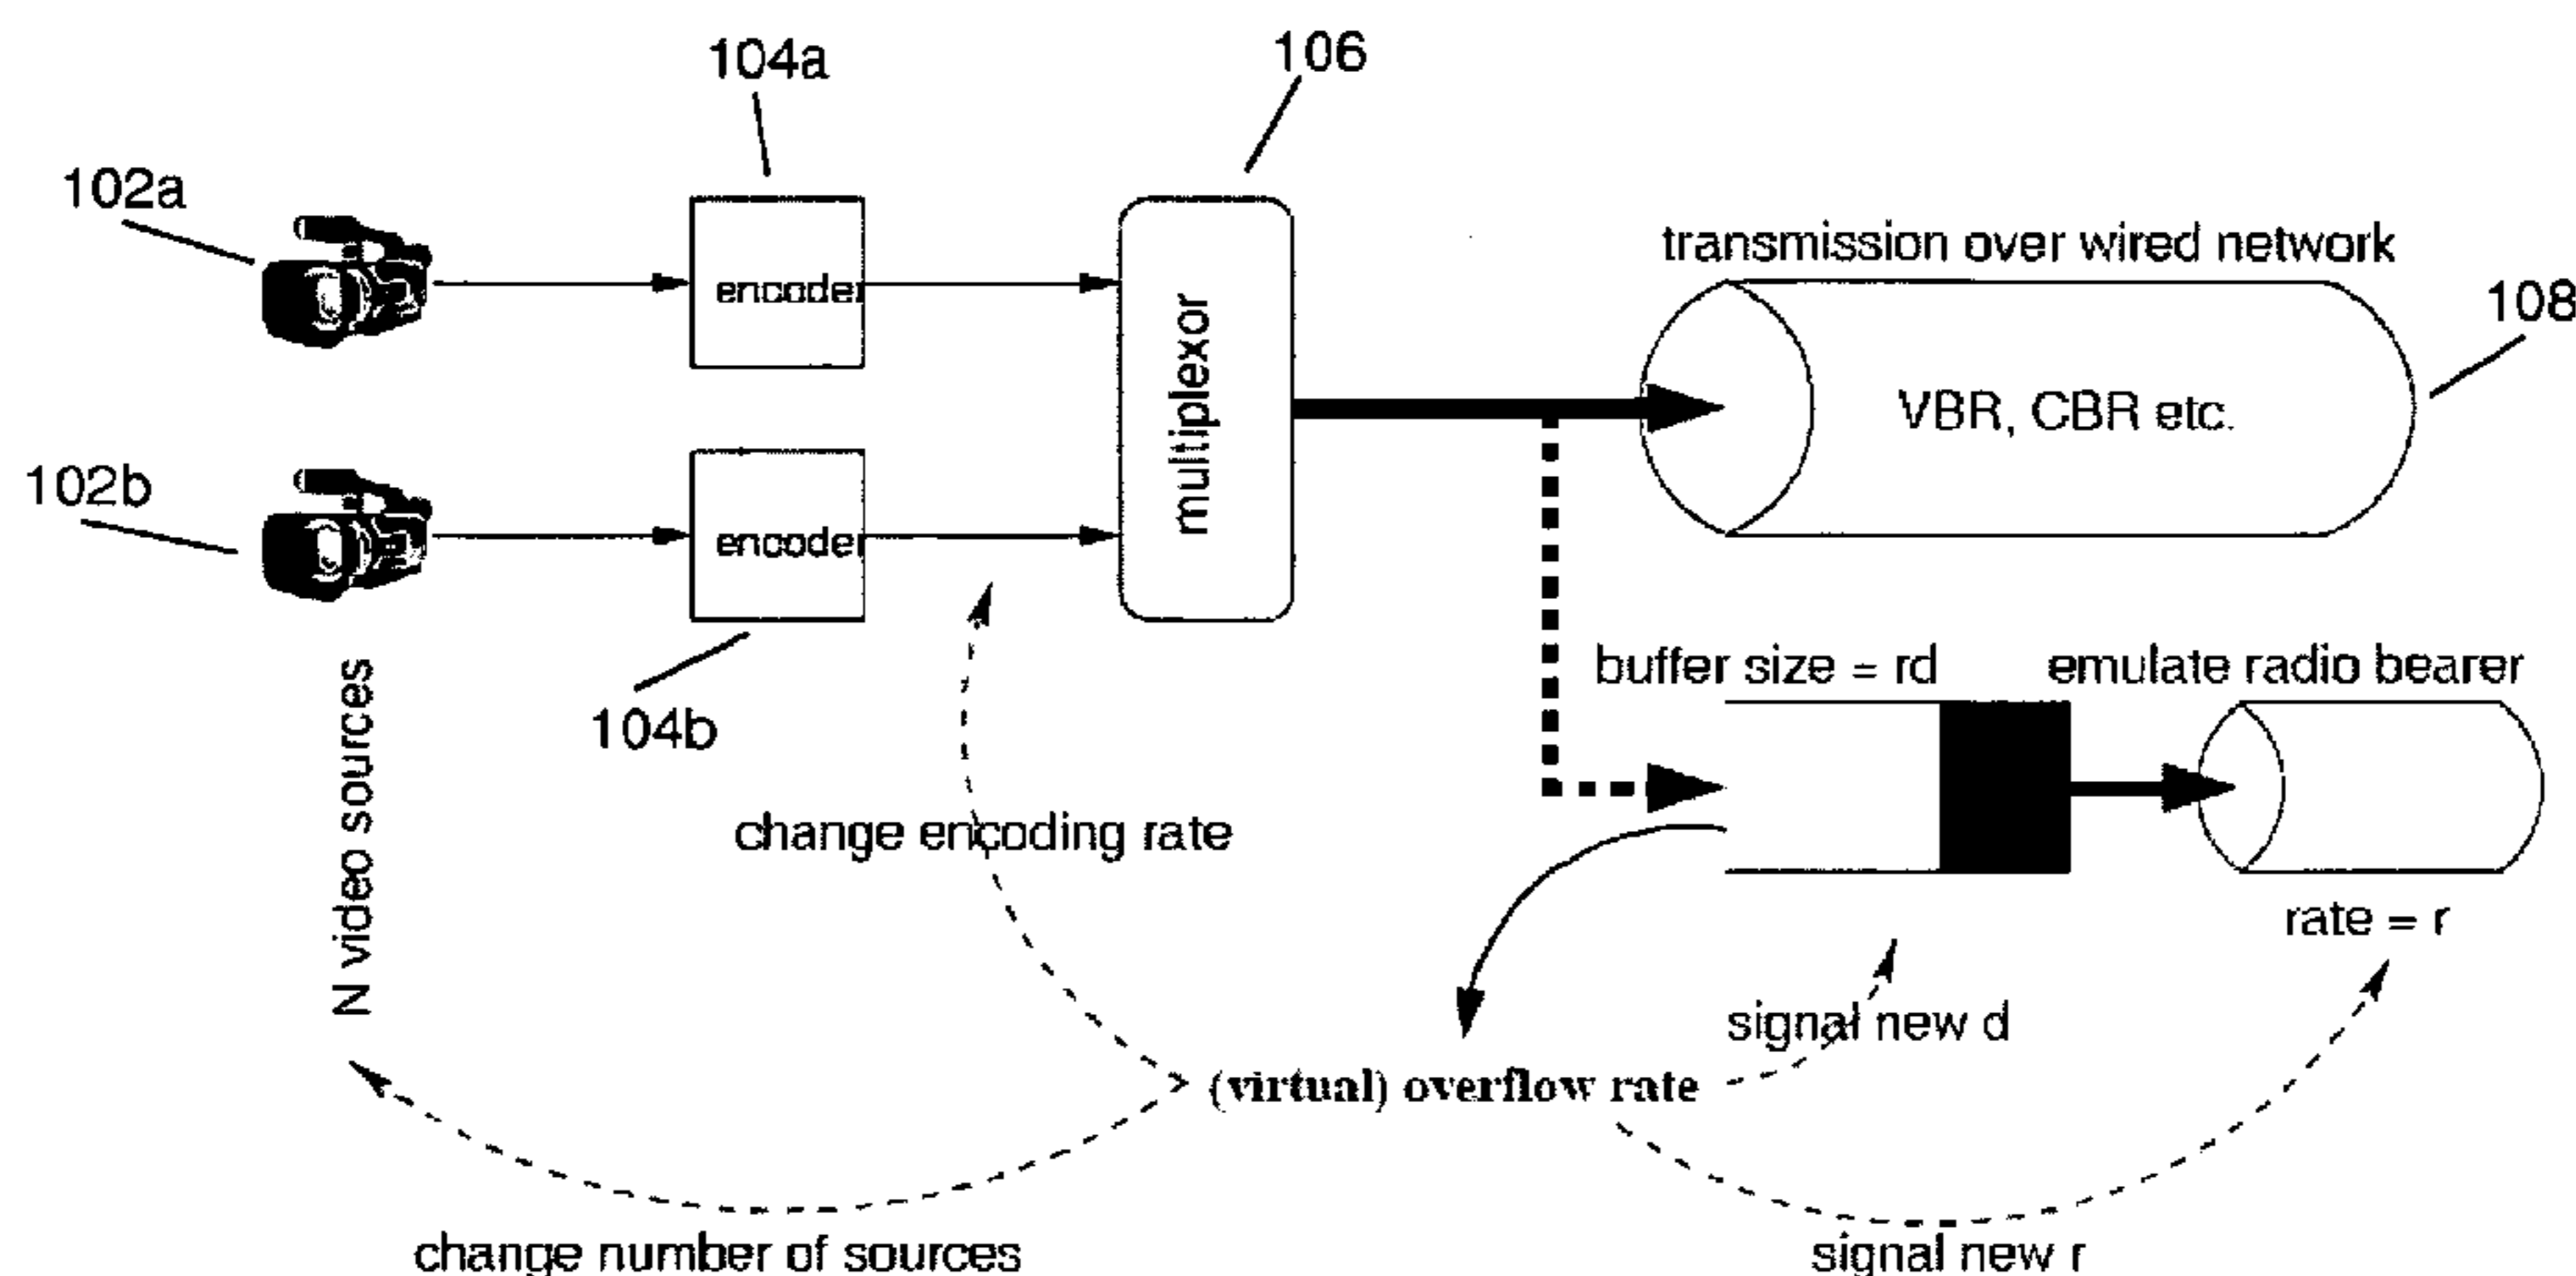 104a
106
102a
transmission over wired network
108
encoder
multiplexor
VBR, CBR etc.
102b
encoder
buffer size = rd
emulate radio bearer
N video sources
104b
change encoding rate
rate = r
signal new d
(virtual) overflow rate
change number of sources
signal new r